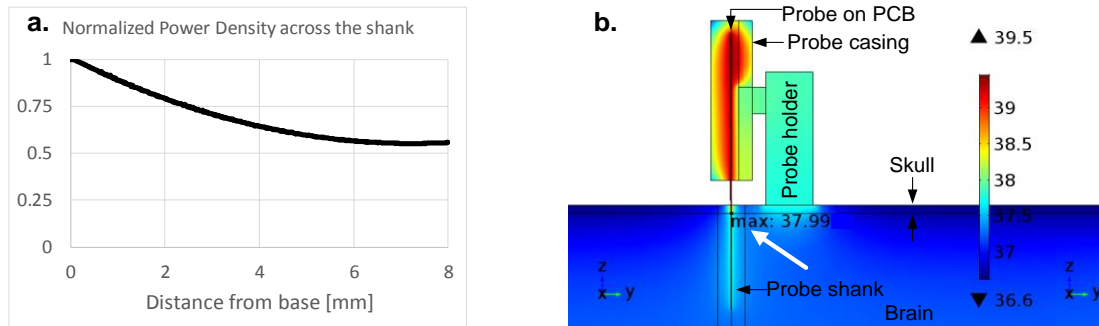 a.
Normalized Power Density across the shank
1
0.75
0.5
0.25
0
0
2
4
6
8
Distance from base [mm]
b.
Probe on PCB
Probe casing
Probe holder
Skull
max: 37.99
Probe shank
Brain
z
x
y
z
x
y
39.5
39
38.5
38
37.5
37
36.6